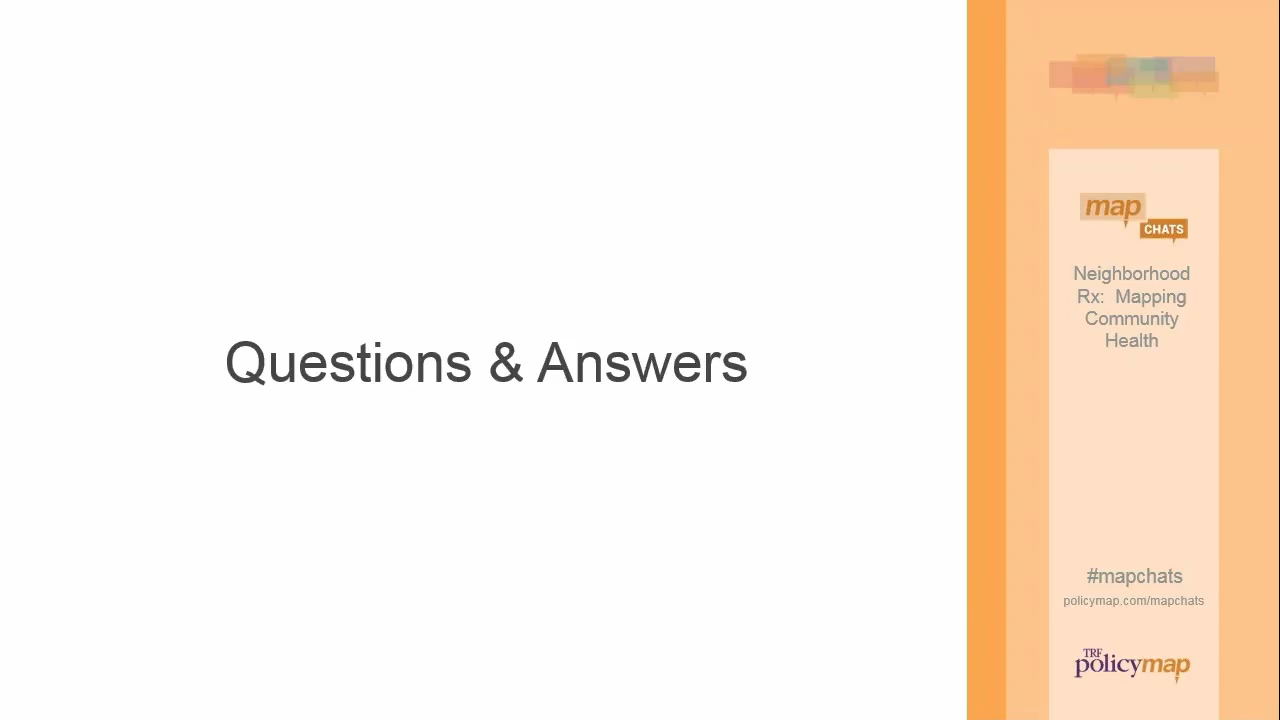 Questions & Answers
map
CHATS
Neighborhood
Rx: Mapping
Community
Health
#mapchats
policymap.com/mapchats
TRF
policymap